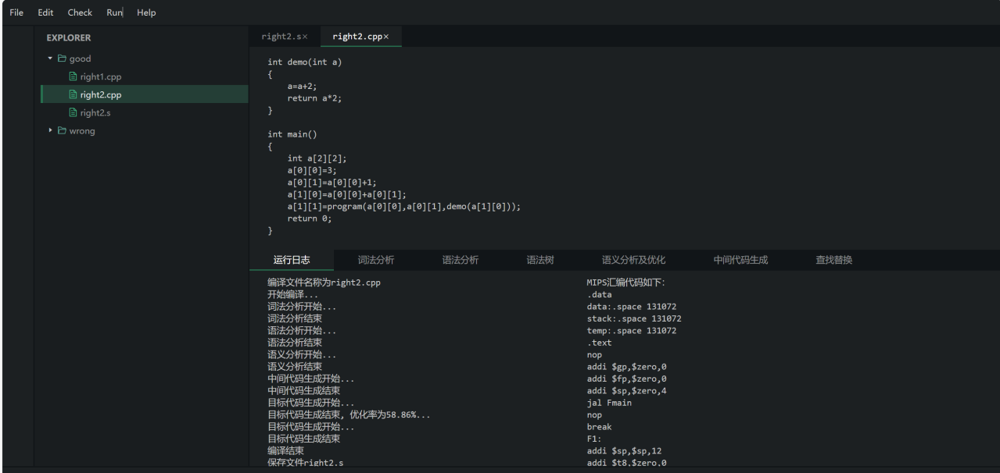 File Edit Check Run Help
EXPLORER
good
right1.cpp
right2.cpp
right2.s
wrong
right2.s× right2.cpp×
int demo(int a)
{
    a=a+2;
    return a*2;
}
int main()
{
    int a[2][2];
    a[0][0]=3;
    a[0][1]=a[0][0]+1;
    a[1][0]=a[0][0]+a[0][1];
    a[1][1]=program(a[0][0],a[0][1],demo(a[1][0]));
    return 0;
}
运行日志 词法分析 语法分析 语法树 语义分析及优化 中间代码生成 查找替换
编译文件名称为right2.cpp
开始编译...
词法分析开始...
词法分析结束
语法分析开始...
语法分析结束
语义分析开始...
语义分析结束
中间代码生成开始...
中间代码生成结束
目标代码生成开始...
目标代码生成结束, 优化率为58.86%...
目标代码生成开始...
目标代码生成结束
编译结束
保存文件right2.s
MIPS汇编代码如下:
.data
data:.space 131072
stack:.space 131072
temp:.space 131072
.text
nop
addi $gp,$zero,0
addi $fp,$zero,0
addi $sp,$zero,4
jal Fmain
nop
break
F1:
addi $sp,$sp,12
addi $t8,$zero,0